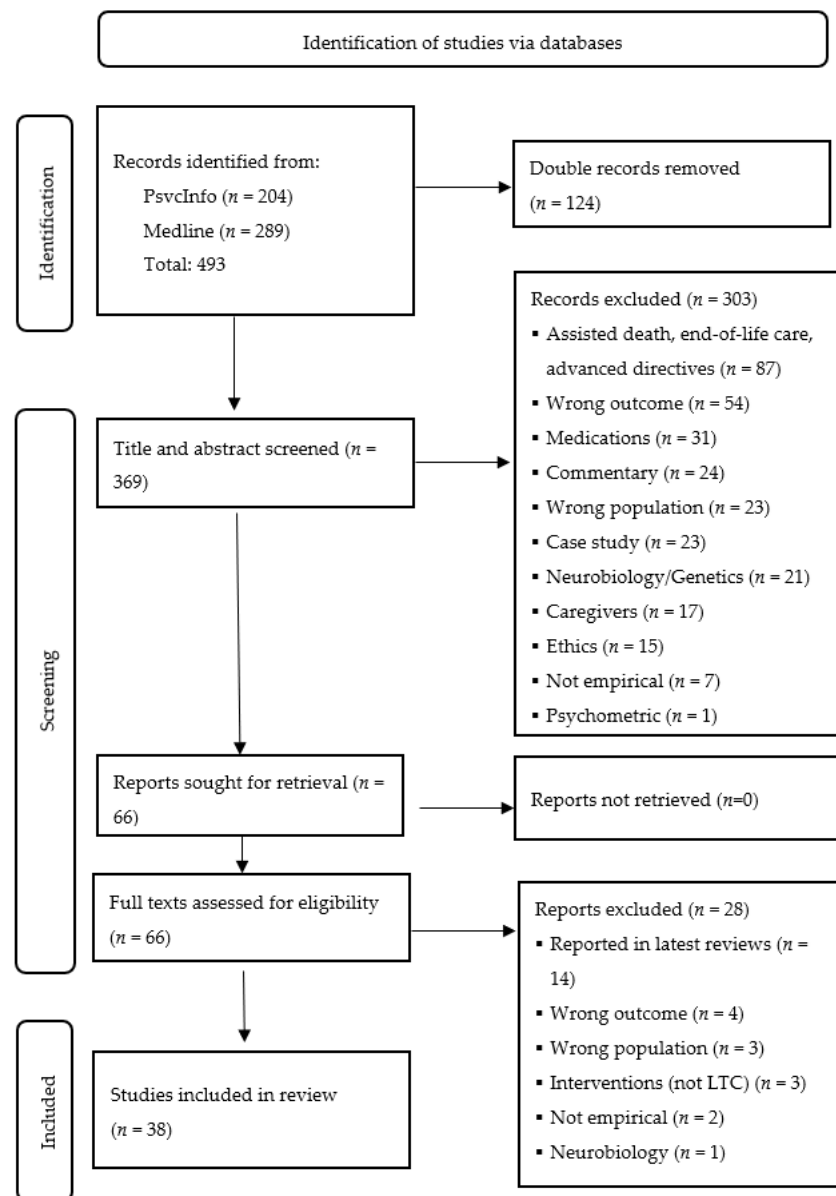 Identification of studies via databases
Identification
Records identified from:
PsvcInfo (n = 204)
Medline (n = 289)
Total: 493
Double records removed
(n = 124)
Records excluded (n = 303)
▪ Assisted death, end-of-life care,
advanced directives (n = 87)
▪ Wrong outcome (n = 54)
▪ Medications (n = 31)
▪ Commentary (n = 24)
▪ Wrong population (n = 23)
▪ Case study (n = 23)
▪ Neurobiology/Genetics (n = 21)
▪ Caregivers (n = 17)
▪ Ethics (n = 15)
▪ Not empirical (n = 7)
▪ Psychometric (n = 1)
Screening
Title and abstract screened (n =
369)
Reports sought for retrieval (n =
66)
Reports not retrieved (n=0)
Full texts assessed for eligibility
(n = 66)
Reports excluded (n = 28)
▪ Reported in latest reviews (n =
14)
▪ Wrong outcome (n = 4)
▪ Wrong population (n = 3)
▪ Interventions (not LTC) (n = 3)
▪ Not empirical (n = 2)
▪ Neurobiology (n = 1)
Included
Studies included in review
(n = 38)